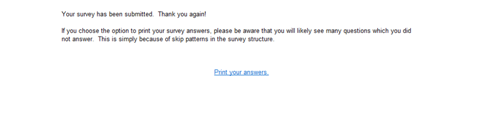 Your survey has been submitted. Thank you again!
If you choose the option to print your survey answers, please be aware that you will likely see many questions which you did
not answer. This is simply because of skip patterns in the survey structure.
Print your answers.